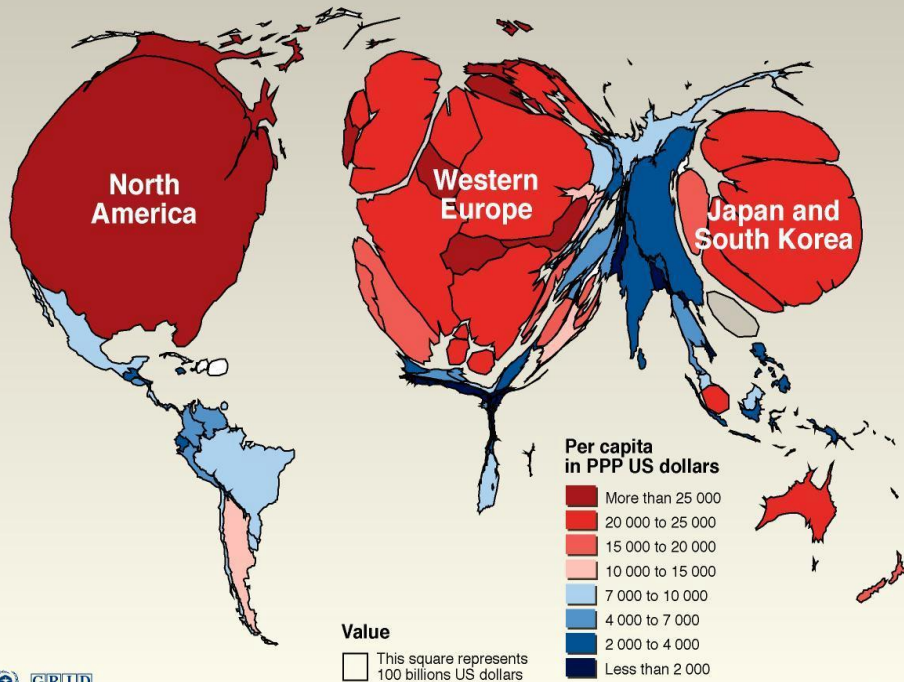 North
America
Western
Europe
Japan and
South Korea
Per capita
in PPP US dollars
More than 25 000
20 000 to 25 000
15 000 to 20 000
10 000 to 15 000
7 000 to 10 000
4 000 to 7 000
2 000 to 4 000
Less than 2 000
Value
This square represents
100 billions US dollars
GRID